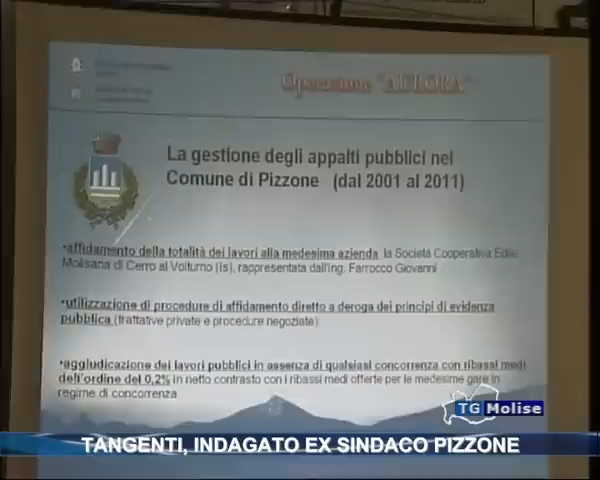 Operazione "AURORA"
La gestione degli appalti pubblici nel
Comune di Pizzone (dal 2001 al 2011)
•affidamento della totalità dei lavori alla medesima azienda la Società Cooperativa
Molisana di Cerro al Volturno (is), rappresentata dall'ing. Farrocco Giovanni
•utilizzazione di procedure di affidamento diretto a deroga dei principi di evidenza
pubblica (trattative private e procedure negoziate)
•aggiudicazione dei lavori pubblici in assenza di qualsiasi concorrenza con ribassi medi
dell'ordine del 0,2% in netto contrasto con i ribassi medi offerte per le medesime gare in
regime di concorrenza
TG Molise
TANGENTI, INDAGATO EX SINDACO PIZZONE